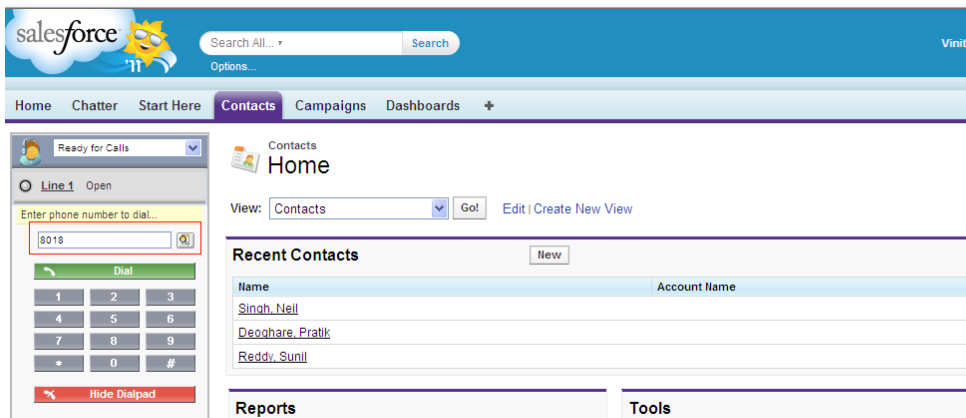 salesforce
'11
Search All...
Search
Options...
Vinit
Home Chatter Start Here Contacts Campaigns Dashboards +
Ready for Calls
Line 1 Open
Enter phone number to dial...
8018
Dial
1 2 3
4 5 6
7 8 9
* 0 #
Hide Dialpad
Contacts
Home
View: Contacts Go! Edit | Create New View
Recent Contacts New
Name Account Name
Singh, Neil
Deoghare, Pratik
Reddy, Sunil
Reports Tools